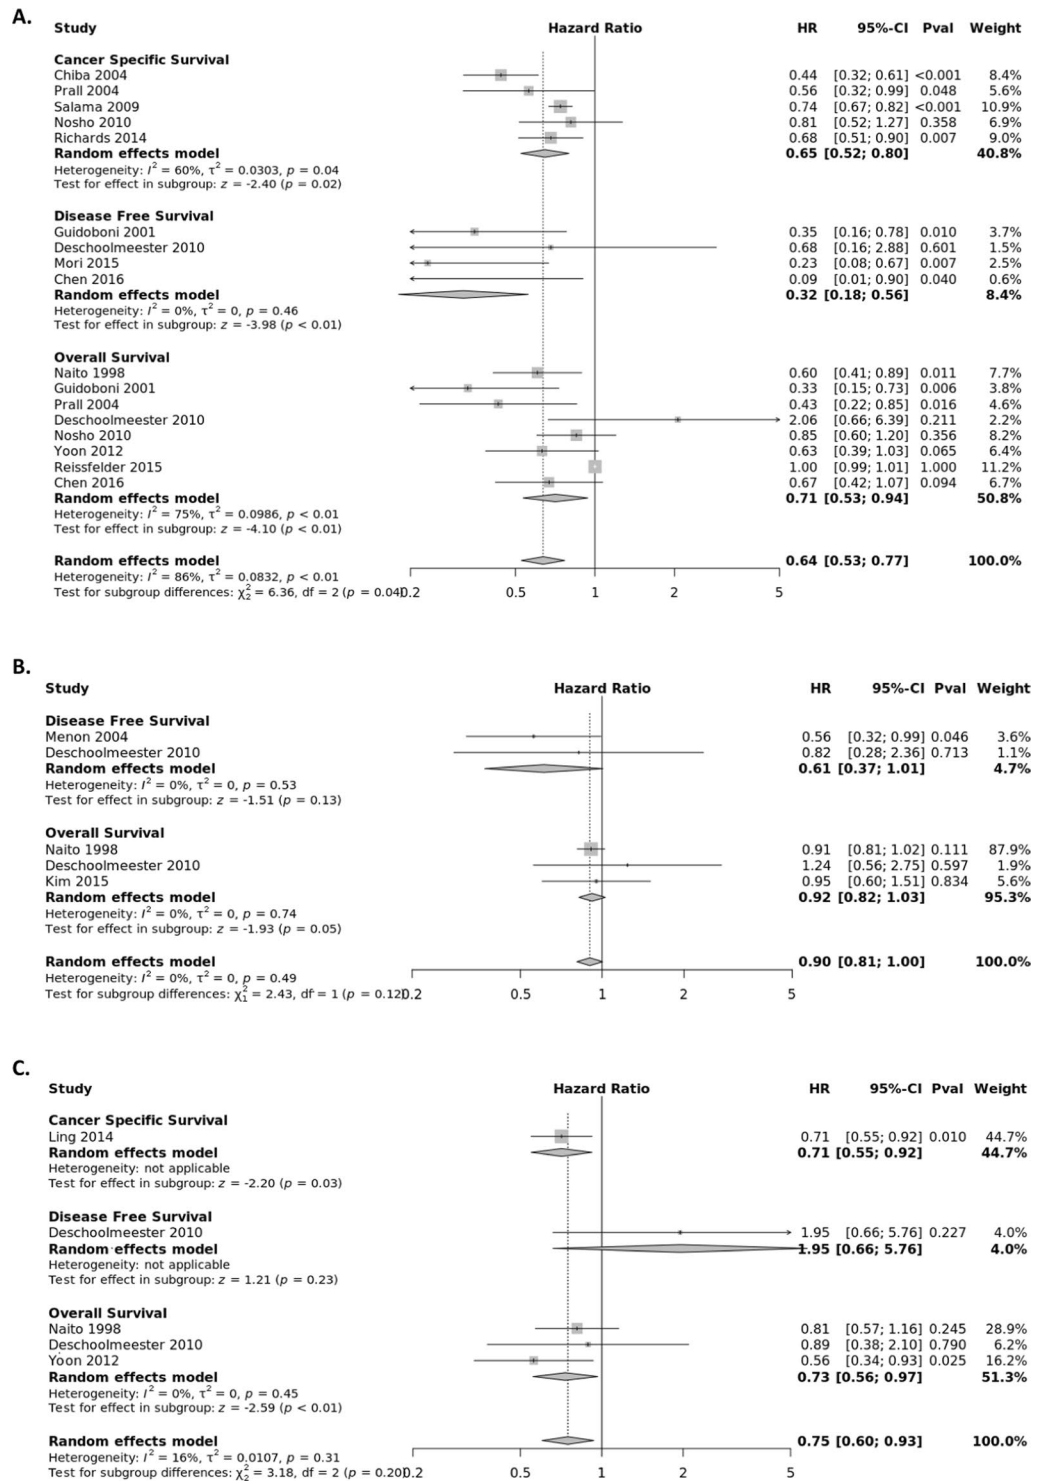 A.
Study Hazard Ratio HR 95%-CI Pval Weight
Cancer Specific Survival
Chiba 2004 0.44 [0.32; 0.61] <0.001 8.4%
Prall 2004 0.56 [0.32; 0.99] 0.048 5.6%
Salama 2009 0.74 [0.67; 0.82] <0.001 10.9%
Nosho 2010 0.81 [0.52; 1.27] 0.358 6.9%
Richards 2014 0.68 [0.51; 0.90] 0.007 9.0%
Random effects model 0.65 [0.52; 0.80] 40.8%
Heterogeneity: I² = 60%, τ² = 0.0303, p = 0.04
Test for effect in subgroup: z = -2.40 (p = 0.02)
Disease Free Survival
Guidoboni 2001 0.35 [0.16; 0.78] 0.010 3.7%
Deschoolmeester 2010 0.68 [0.16; 2.88] 0.601 1.5%
Mori 2015 0.23 [0.08; 0.67] 0.007 2.5%
Chen 2016 0.09 [0.01; 0.90] 0.040 0.6%
Random effects model 0.32 [0.18; 0.56] 8.4%
Heterogeneity: I² = 0%, τ² = 0, p = 0.46
Test for effect in subgroup: z = -3.98 (p < 0.01)
Overall Survival
Naito 1998 0.60 [0.41; 0.89] 0.011 7.7%
Guidoboni 2001 0.33 [0.15; 0.73] 0.006 3.8%
Prall 2004 0.43 [0.22; 0.85] 0.016 4.6%
Deschoolmeester 2010 2.06 [0.66; 6.39] 0.211 2.2%
Nosho 2010 0.85 [0.60; 1.20] 0.356 8.2%
Yoon 2012 0.63 [0.39; 1.03] 0.065 6.4%
Reissfelder 2015 1.00 [0.99; 1.01] 1.000 11.2%
Chen 2016 0.67 [0.42; 1.07] 0.094 6.7%
Random effects model 0.71 [0.53; 0.94] 50.8%
Heterogeneity: I² = 75%, τ² = 0.0986, p < 0.01
Test for effect in subgroup: z = -4.10 (p < 0.01)
Random effects model 0.64 [0.53; 0.77] 100.0%
Heterogeneity: I² = 86%, τ² = 0.0832, p < 0.01
Test for subgroup differences: χ²₂ = 6.36, df = 2 (p = 0.04) 0.2 0.5 1 2 5
B.
Study Hazard Ratio HR 95%-CI Pval Weight
Disease Free Survival
Menon 2004 0.56 [0.32; 0.99] 0.046 3.6%
Deschoolmeester 2010 0.82 [0.28; 2.36] 0.713 1.1%
Random effects model 0.61 [0.37; 1.01] 4.7%
Heterogeneity: I² = 0%, τ² = 0, p = 0.53
Test for effect in subgroup: z = -1.51 (p = 0.13)
Overall Survival
Naito 1998 0.91 [0.81; 1.02] 0.111 87.9%
Deschoolmeester 2010 1.24 [0.56; 2.75] 0.597 1.9%
Kim 2015 0.95 [0.60; 1.51] 0.834 5.6%
Random effects model 0.92 [0.82; 1.03] 95.3%
Heterogeneity: I² = 0%, τ² = 0, p = 0.74
Test for effect in subgroup: z = -1.93 (p = 0.05)
Random effects model 0.90 [0.81; 1.00] 100.0%
Heterogeneity: I² = 0%, τ² = 0, p = 0.49
Test for subgroup differences: χ²₁ = 2.43, df = 1 (p = 0.12) 0.2 0.5 1 2 5
C.
Study Hazard Ratio HR 95%-CI Pval Weight
Cancer Specific Survival
Ling 2014 0.71 [0.55; 0.92] 0.010 44.7%
Random effects model 0.71 [0.55; 0.92] 44.7%
Heterogeneity: not applicable
Test for effect in subgroup: z = -2.20 (p = 0.03)
Disease Free Survival
Deschoolmeester 2010 1.95 [0.66; 5.76] 0.227 4.0%
Random effects model 1.95 [0.66; 5.76] 4.0%
Heterogeneity: not applicable
Test for effect in subgroup: z = 1.21 (p = 0.23)
Overall Survival
Naito 1998 0.81 [0.57; 1.16] 0.245 28.9%
Deschoolmeester 2010 0.89 [0.38; 2.10] 0.790 6.2%
Yoon 2012 0.56 [0.34; 0.93] 0.025 16.2%
Random effects model 0.73 [0.56; 0.97] 51.3%
Heterogeneity: I² = 0%, τ² = 0, p = 0.45
Test for effect in subgroup: z = -2.59 (p < 0.01)
Random effects model 0.75 [0.60; 0.93] 100.0%
Heterogeneity: I² = 16%, τ² = 0.0107, p = 0.31
Test for subgroup differences: χ²₂ = 3.18, df = 2 (p = 0.20) 0.2 0.5 1 2 5